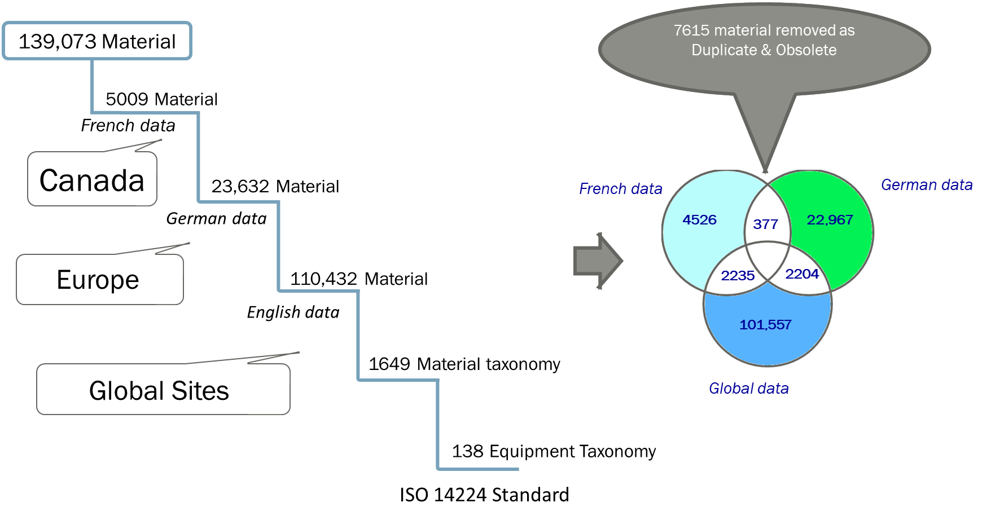 139,073 Material
5009 Material
French data
Canada
23,632 Material
German data
Europe
110,432 Material
English data
Global Sites
1649 Material taxonomy
138 Equipment Taxonomy
ISO 14224 Standard
7615 material removed as
Duplicate & Obsolete
French data
German data
4526
377
22,967
2235
2204
101,557
Global data